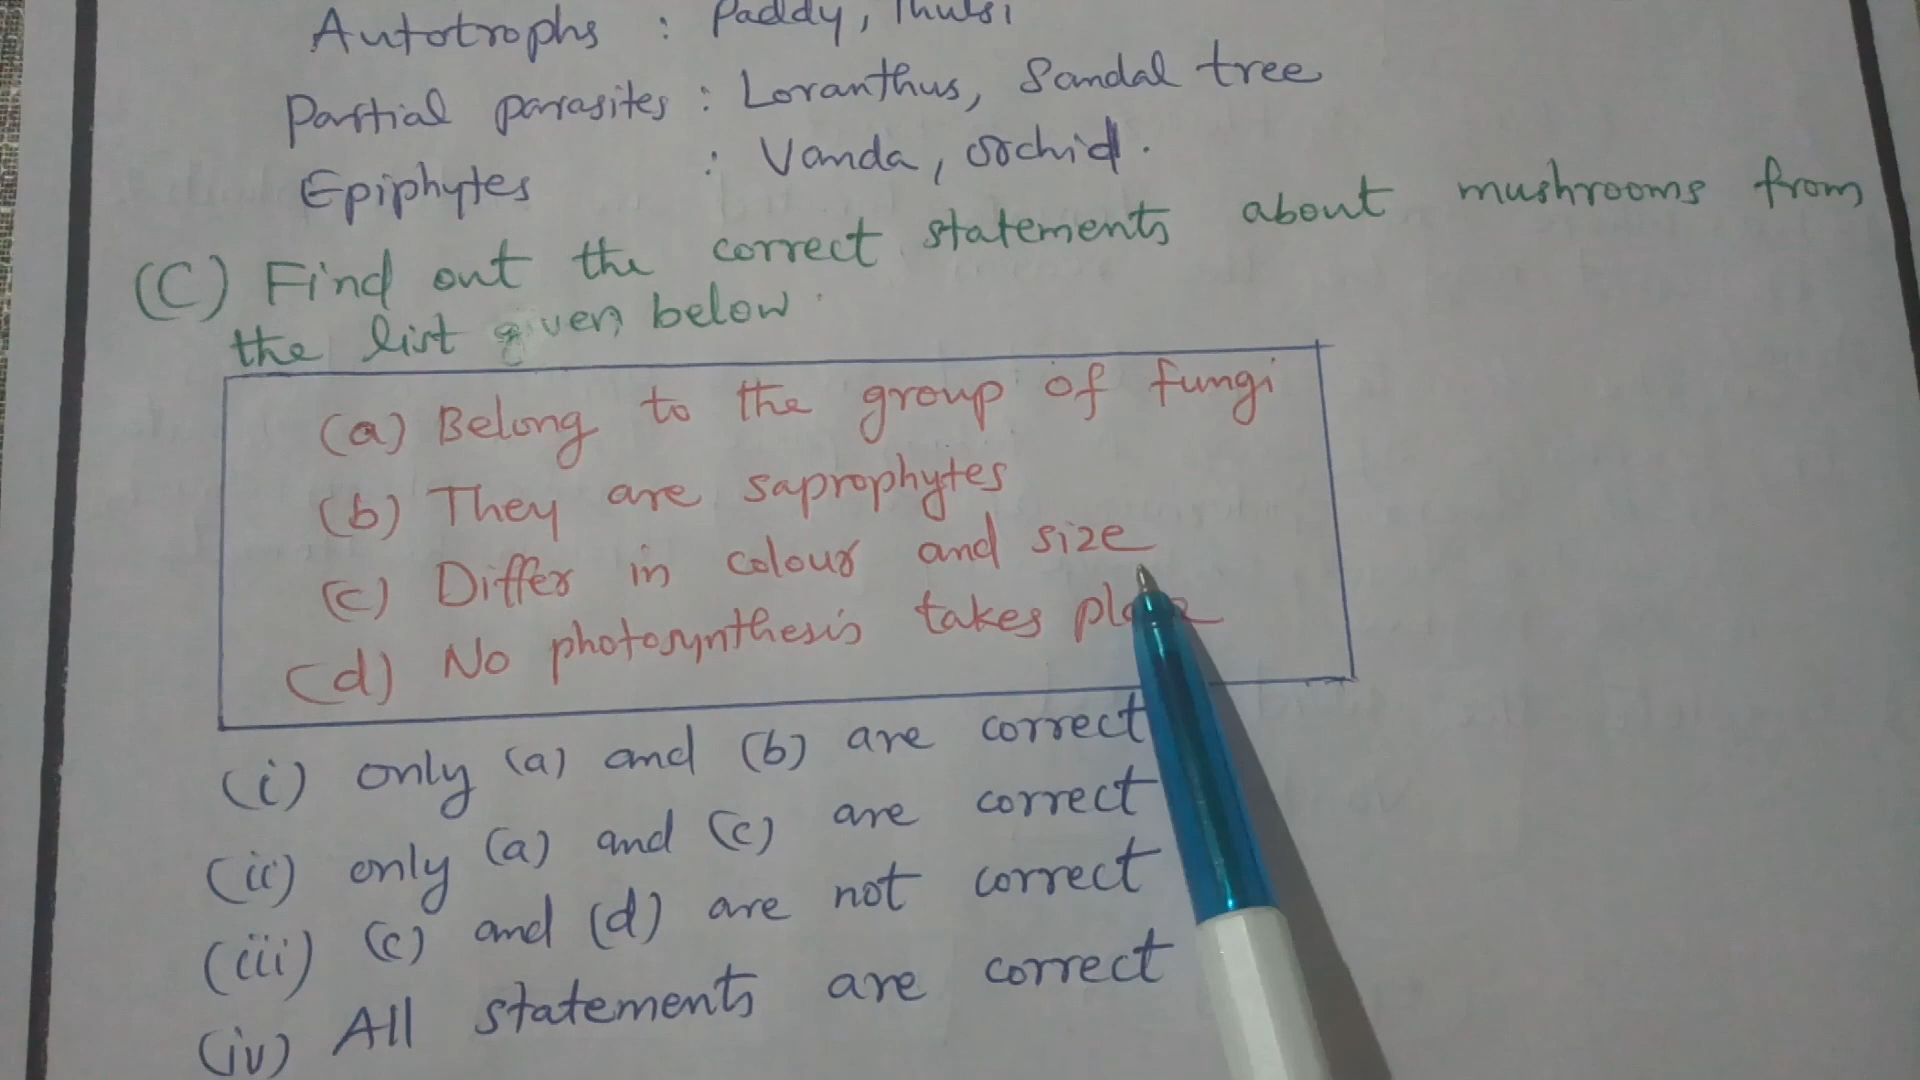 Autotrophs : Paddy, Thulsi
Partial parasites : Loranthus, Sandal tree
Epiphytes : Vanda, orchid.
(C) Find out the correct statements about mushrooms from
the list given below
(a) Belong to the group of fungi
(b) They are saprophytes
(c) Differ in colour and size
(d) No photosynthesis takes place
(i) only (a) and (b) are correct
(ii) only (a) and (c) are correct
(iii) (c) and (d) are not correct
(iv) All statements are correct